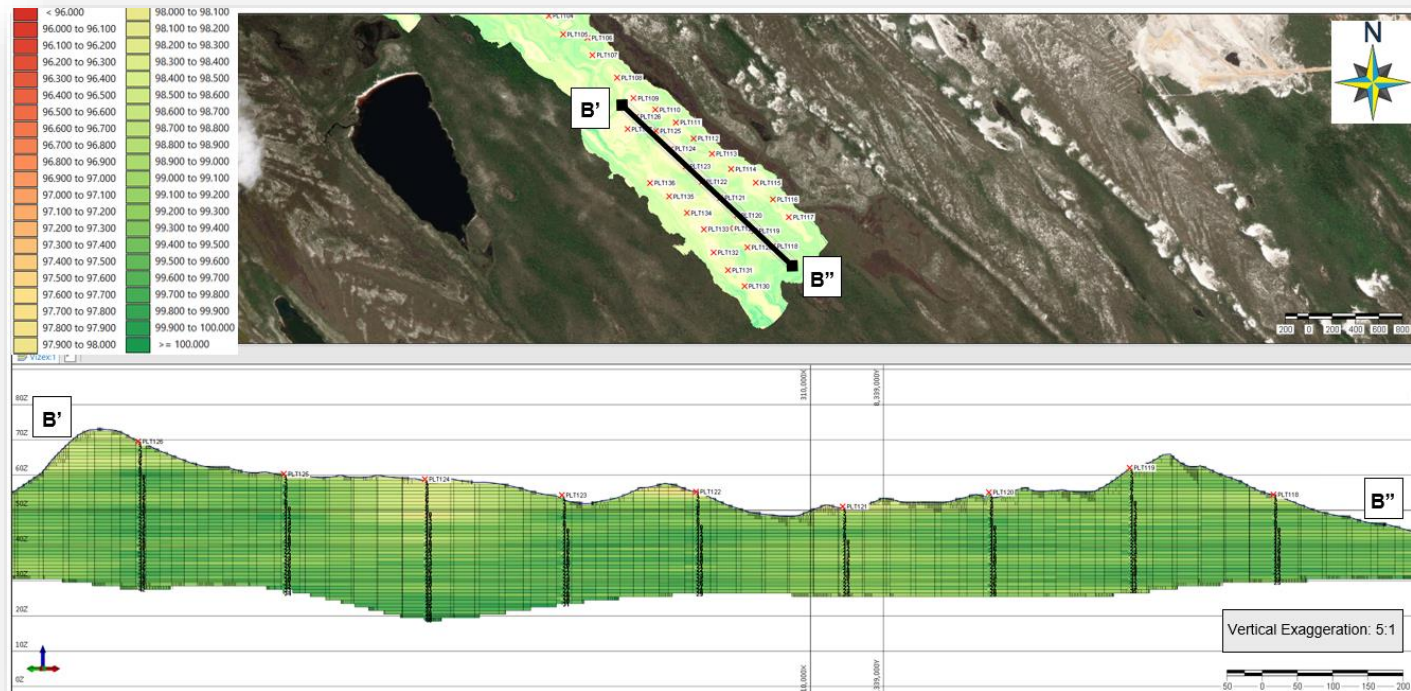 < 96.000
96.000 to 96.100
96.100 to 96.200
96.200 to 96.300
96.300 to 96.400
96.400 to 96.500
96.500 to 96.600
96.600 to 96.700
96.700 to 96.800
96.800 to 96.900
96.900 to 97.000
97.000 to 97.100
97.100 to 97.200
97.200 to 97.300
97.300 to 97.400
97.400 to 97.500
97.500 to 97.600
97.600 to 97.700
97.700 to 97.800
97.800 to 97.900
97.900 to 98.000
98.000 to 98.100
98.100 to 98.200
98.200 to 98.300
98.300 to 98.400
98.400 to 98.500
98.500 to 98.600
98.600 to 98.700
98.700 to 98.800
98.800 to 98.900
98.900 to 99.000
99.000 to 99.100
99.100 to 99.200
99.200 to 99.300
99.300 to 99.400
99.400 to 99.500
99.500 to 99.600
99.600 to 99.700
99.700 to 99.800
99.800 to 99.900
99.900 to 100.000
>= 100.000
PLT104
PLT105
PLT106
PLT107
PLT108
PLT109
B'
PLT110
PLT126
PLT111
PLT125
PLT112
PLT124
PLT113
PLT123
PLT114
PLT136
PLT122
PLT115
PLT135
PLT121
PLT116
PLT134
PLT120
PLT117
PLT133
PLT119
PLT118
PLT132
B"
PLT131
PLT130
N
200 0 200 400 600 800
Vizex:1
310,000X
8,339,000Y
80Z
B'
70Z
PLT126
60Z
PLT125
PLT124
PLT119
PLT123
PLT122
PLT120
PLT118
50Z
PLT121
B"
40Z
30Z
20Z
10Z
0Z
Vertical Exaggeration: 5:1
50 0 50 100 150 200